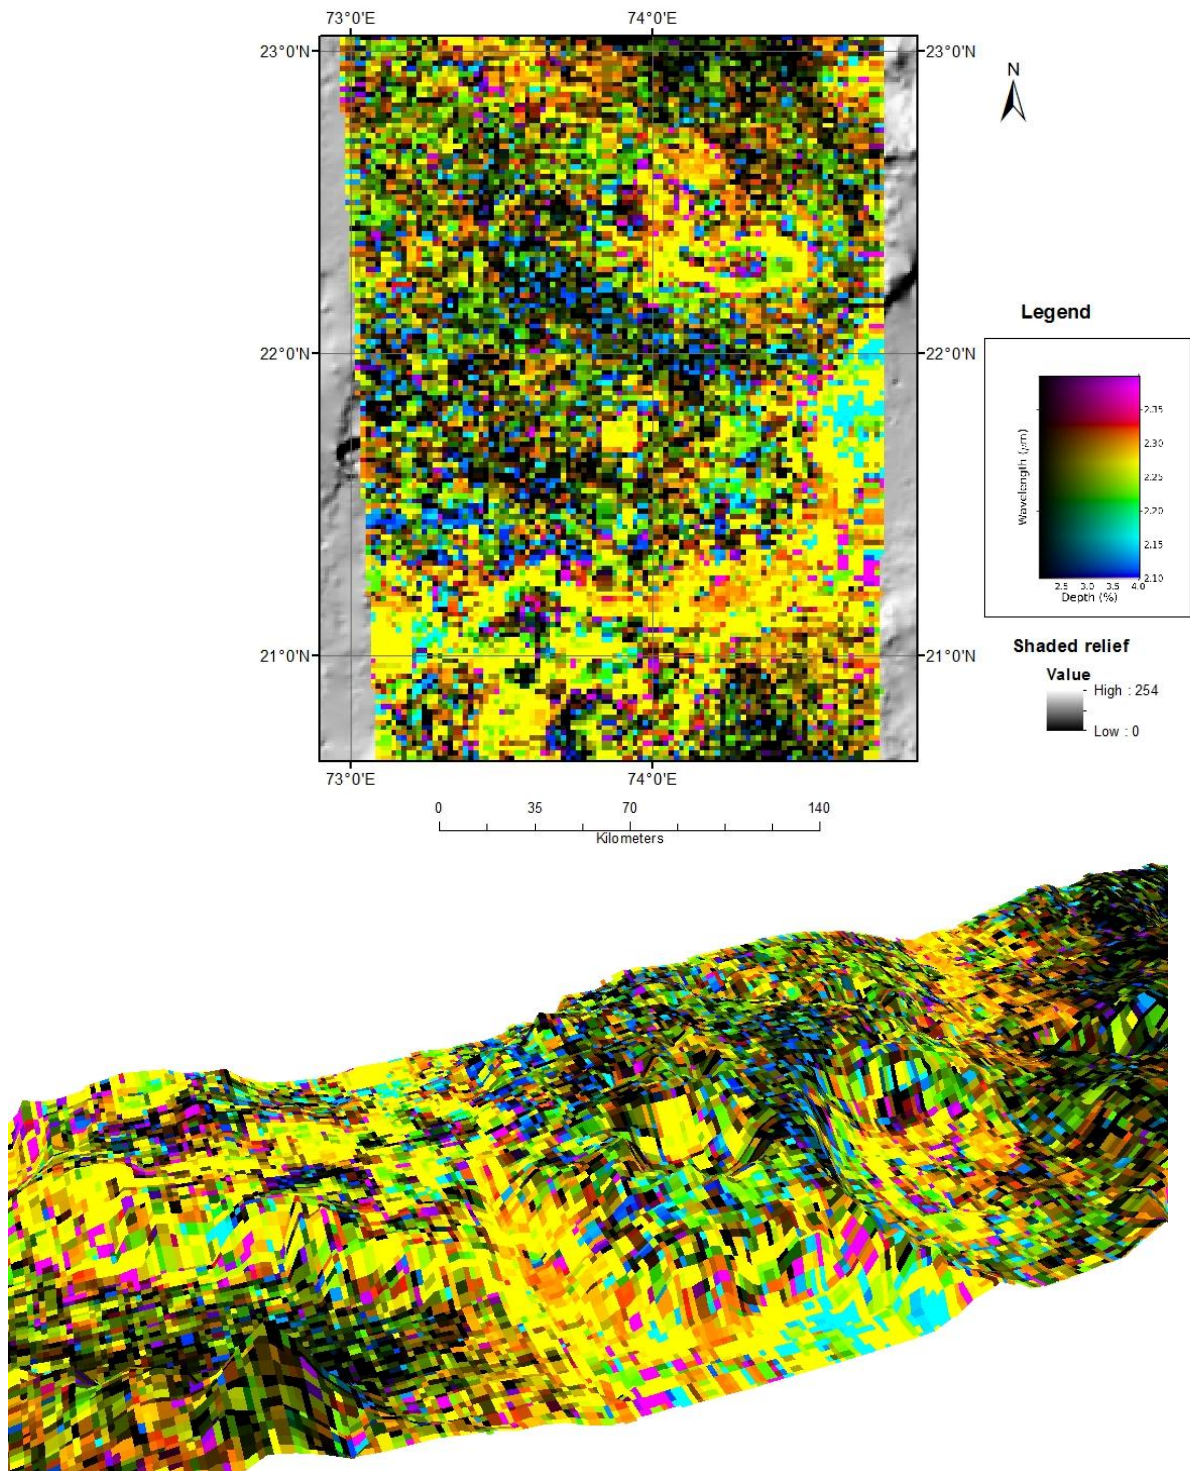 73°0'E 74°0'E
23°0'N 23°0'N
N
22°0'N 22°0'N
21°0'N 21°0'N
73°0'E 74°0'E
Legend
Wavelength (μm)
2.35
2.30
2.25
2.20
2.15
2.10
2.5 3.0 3.5 4.0
Depth (%)
Shaded relief
Value
High : 254
Low : 0
0 35 70 140
Kilometers